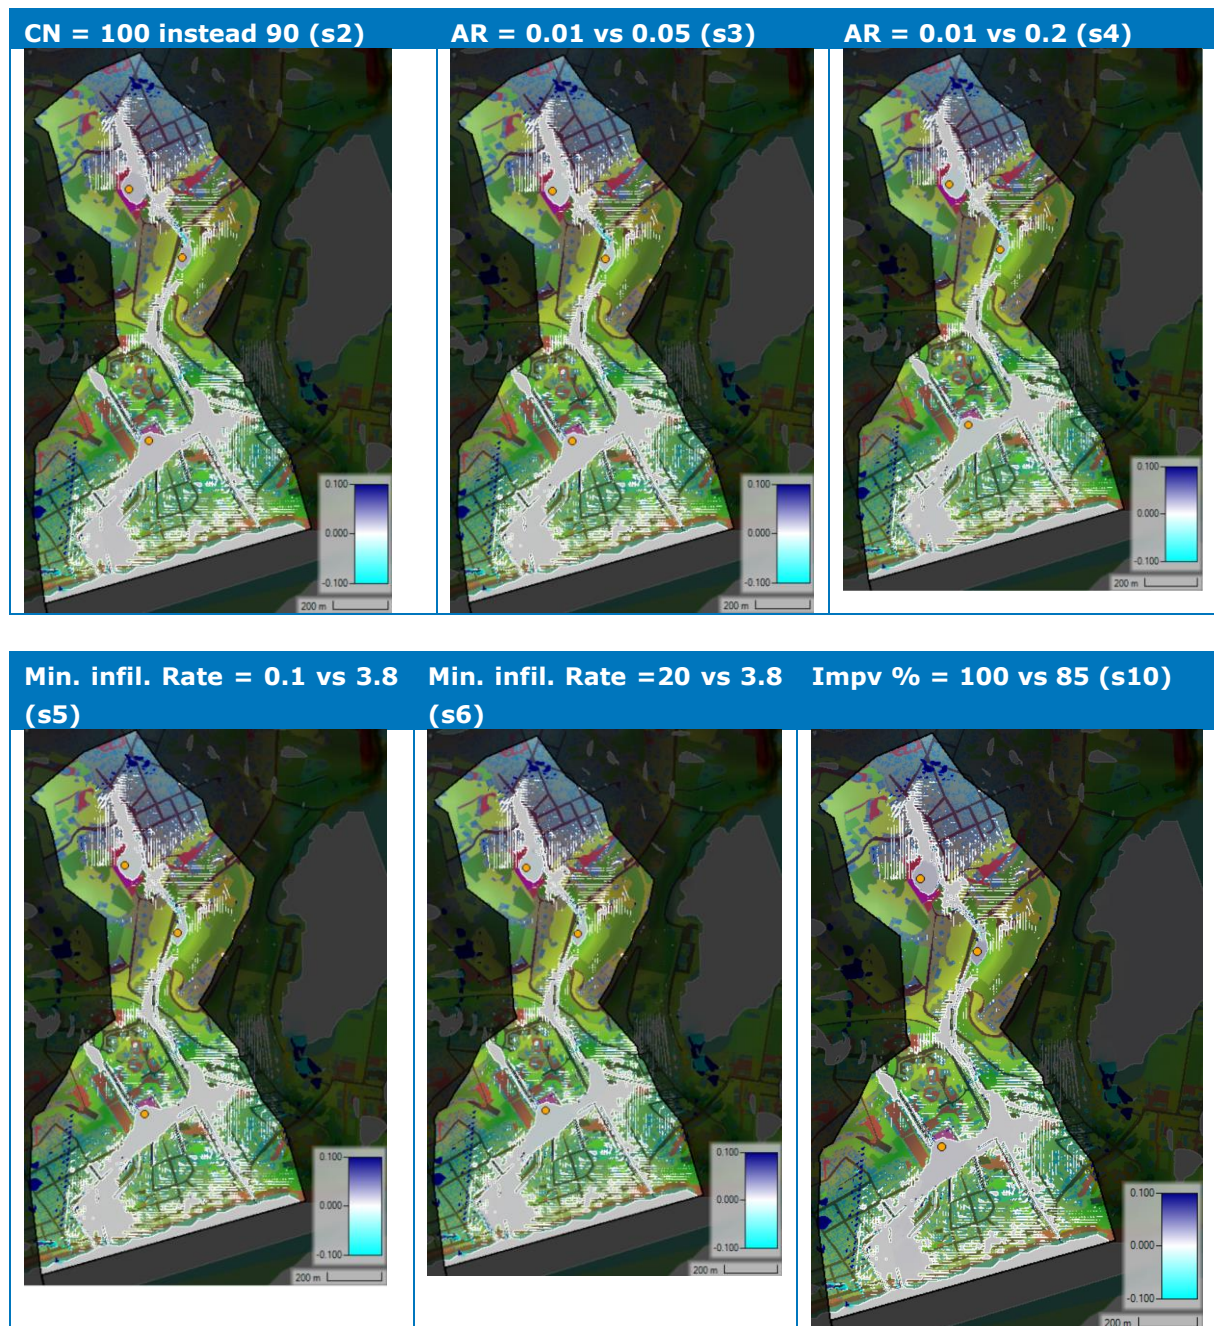 CN = 100 instead 90 (s2)
AR = 0.01 vs 0.05 (s3)
AR = 0.01 vs 0.2 (s4)
0.100
0.000
-0.100
200 m
0.100
0.000
-0.100
200 m
0.100
0.000
-0.100
200 m
Min. infil. Rate = 0.1 vs 3.8
(s5)
Min. infil. Rate =20 vs 3.8
(s6)
Impv % = 100 vs 85 (s10)
0.100
0.000
-0.100
200 m
0.100
0.000
-0.100
200 m
0.100
0.000
-0.100
200 m